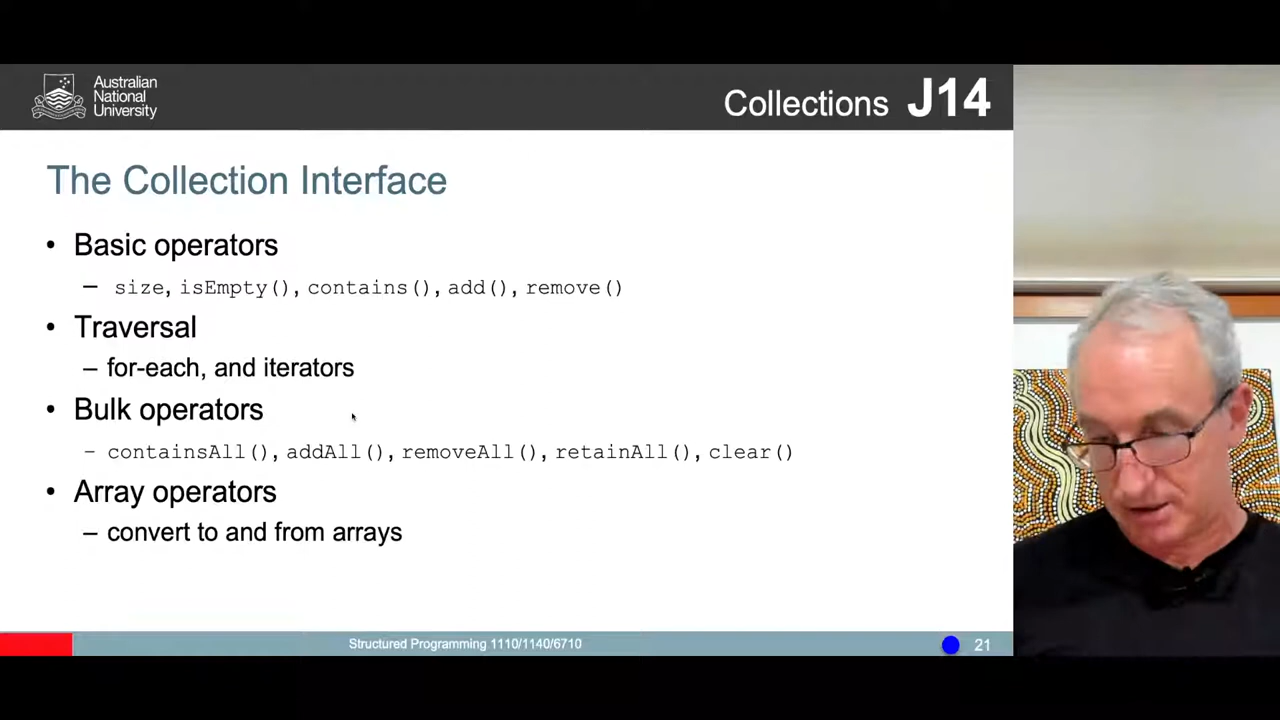 Australian
National
University
Collections J14
The Collection Interface
• Basic operators
– size, isEmpty(), contains(), add(), remove()
• Traversal
– for-each, and iterators
• Bulk operators
– containsAll(), addAll(), removeAll(), retainAll(), clear()
• Array operators
– convert to and from arrays
Structured Programming 1110/1140/6710
21